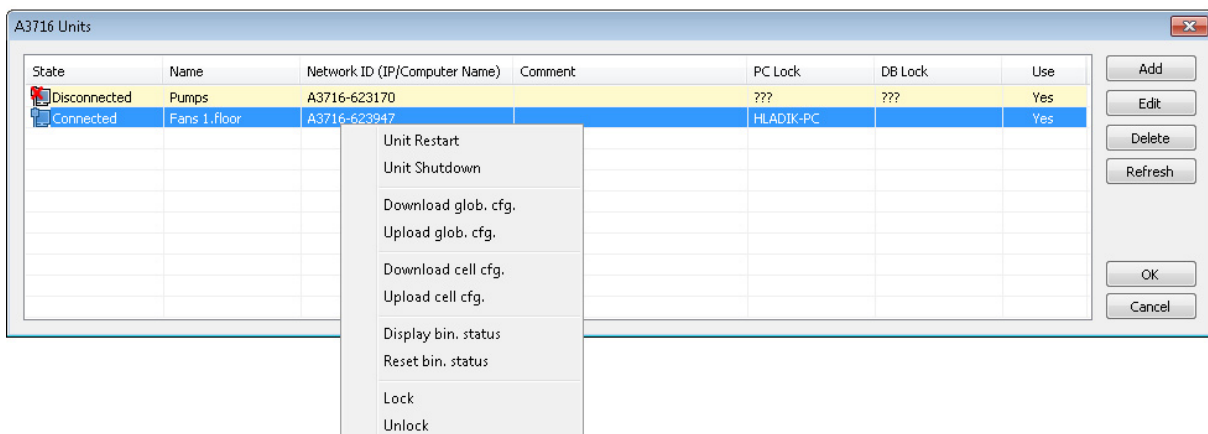 A3716 Units
State Name Network ID (IP/Computer Name) Comment PC Lock DB Lock Use
Disconnected Pumps A3716-623170 ??? ??? Yes
Connected Fans 1.floor A3716-623947 HLADIK-PC Yes
Add
Edit
Delete
Refresh
OK
Cancel
Unit Restart
Unit Shutdown
Download glob. cfg.
Upload glob. cfg.
Download cell cfg.
Upload cell cfg.
Display bin. status
Reset bin. status
Lock
Unlock